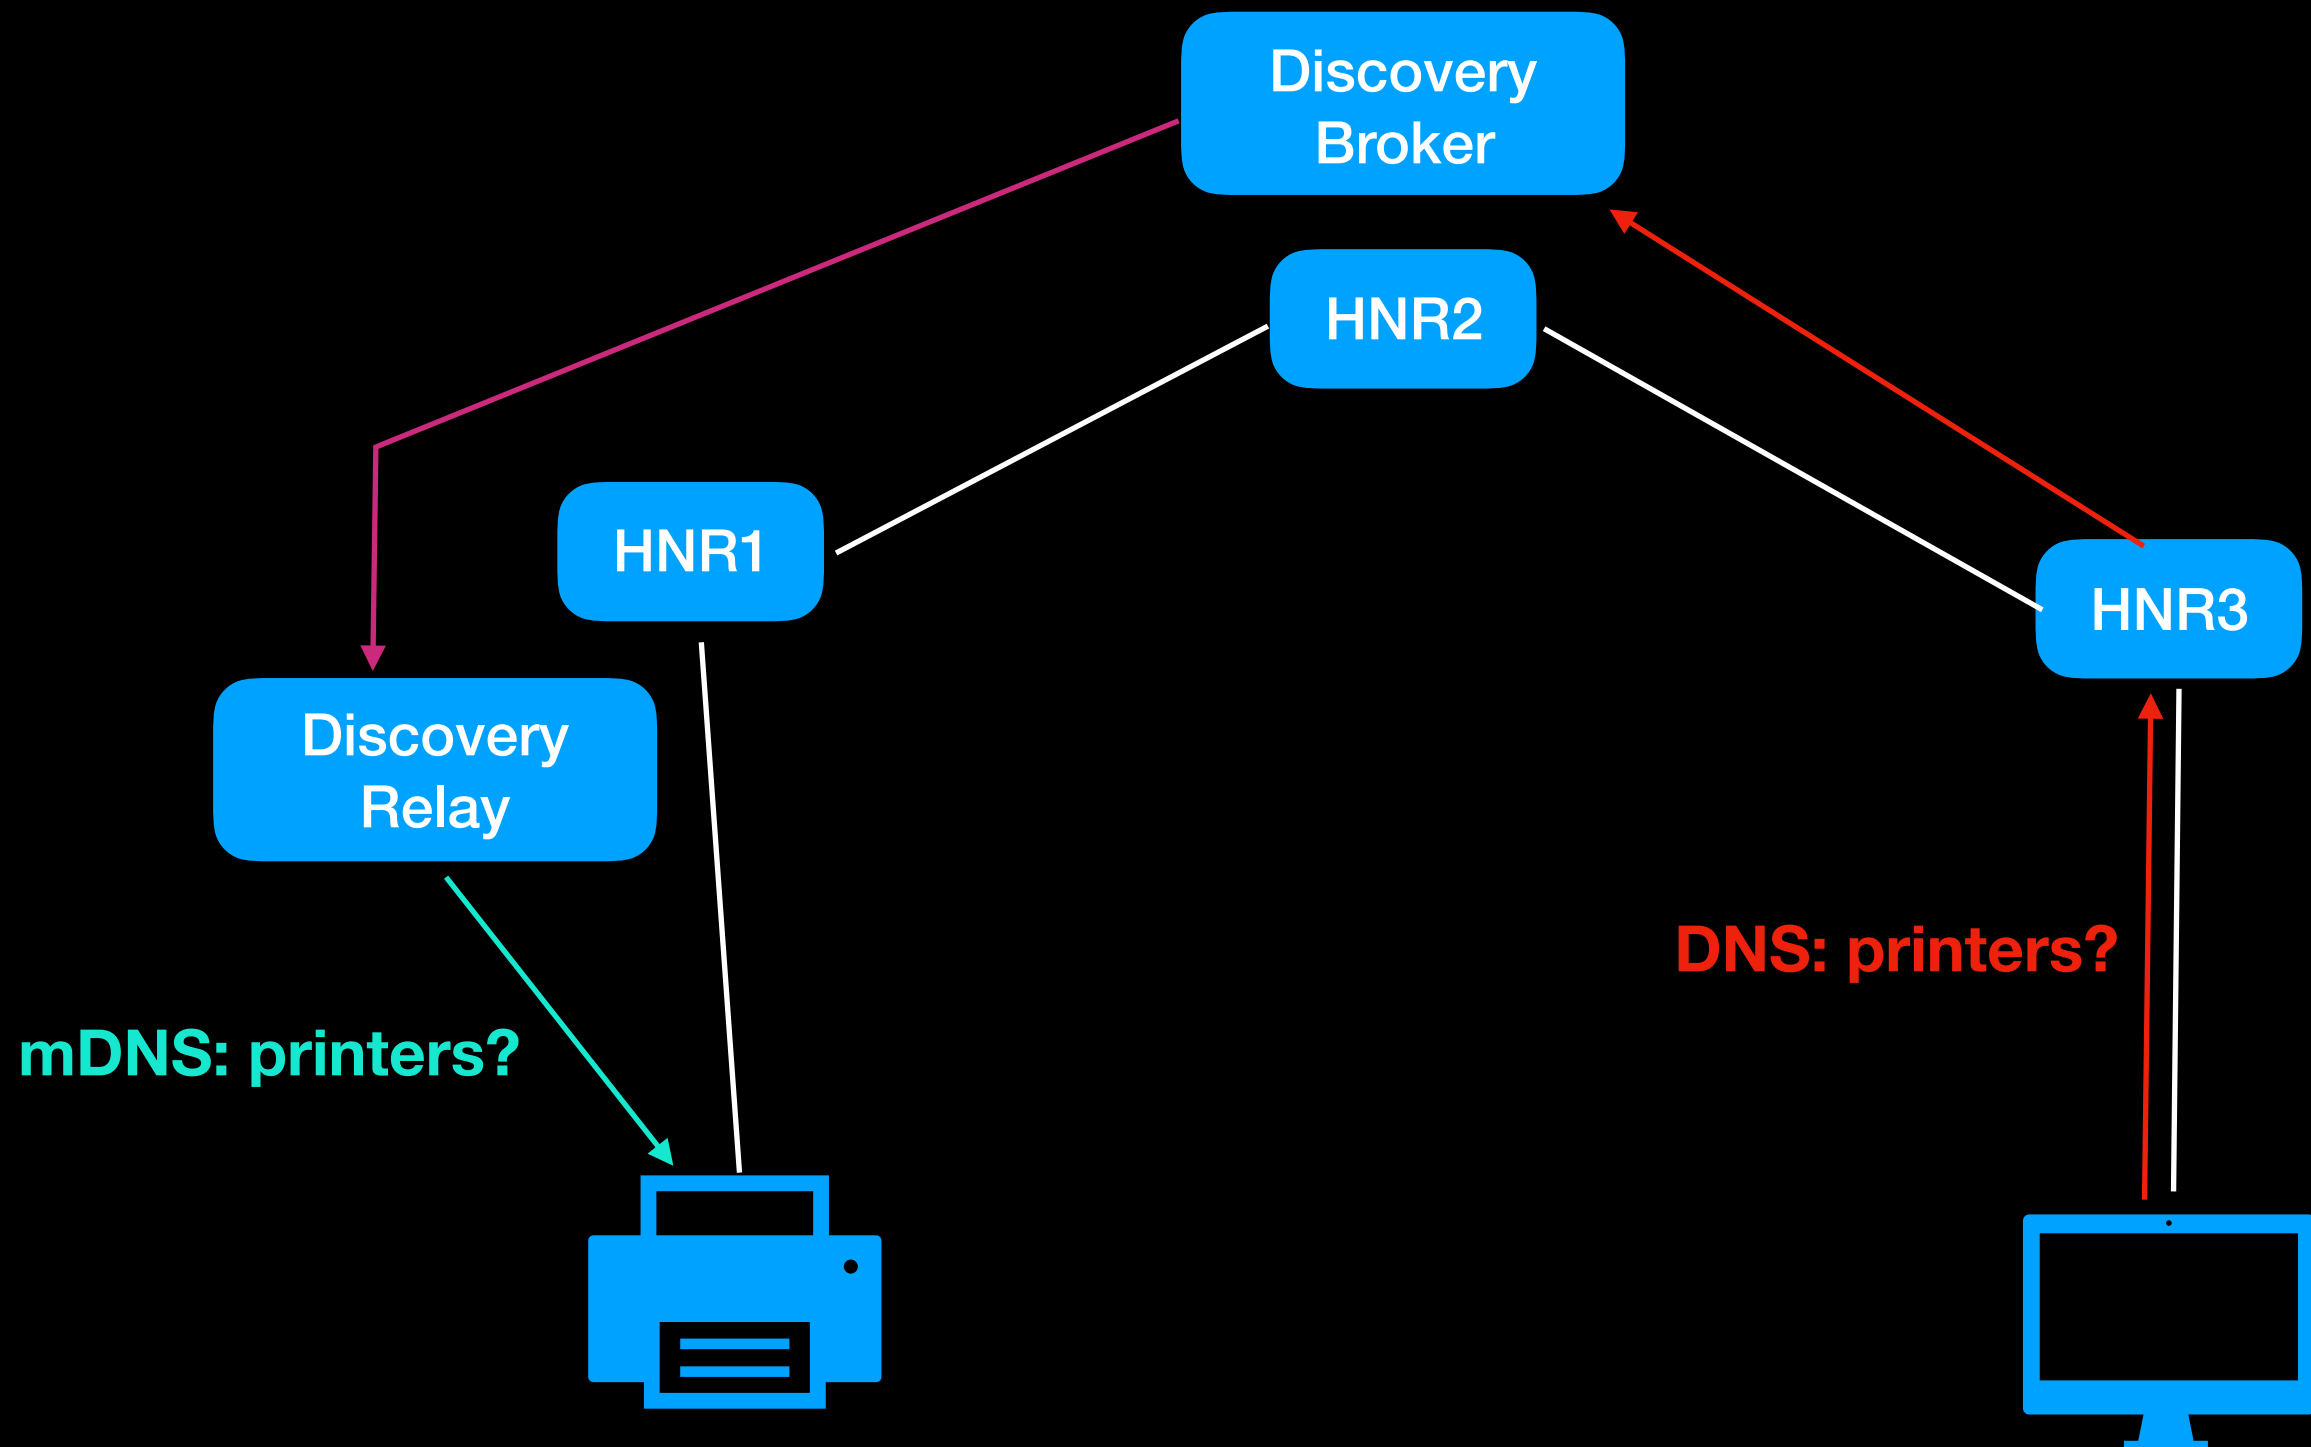 Discovery
Broker
HNR2
HNR1
HNR3
Discovery
Relay
DNS: printers?
mDNS: printers?